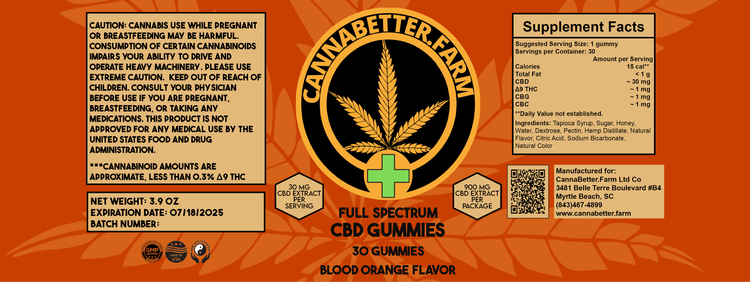 CAUTION: CANNABIS USE WHILE PREGNANT
OR BREASTFEEDING MAY BE HARMFUL.
CONSUMPTION OF CERTAIN CANNABINOIDS
IMPAIRS YOUR ABILITY TO DRIVE AND
OPERATE HEAVY MACHINERY. PLEASE USE
EXTREME CAUTION. KEEP OUT OF REACH OF
CHILDREN. CONSULT YOUR PHYSICIAN
BEFORE USE IF YOU ARE PREGNANT,
BREASTFEEDING, OR TAKING ANY
MEDICATIONS. THIS PRODUCT IS NOT
APPROVED FOR ANY MEDICAL USE BY THE
UNITED STATES FOOD AND DRUG
ADMINISTRATION.
***CANNABINOID AMOUNTS ARE
APPROXIMATE, LESS THAN 0.3% Δ9 THC
NET WEIGHT: 3.9 OZ
EXPIRATION DATE: 07/18/2025
BATCH NUMBER:
GMP
MADE IN
USA
CANNABETTER.FARM
30 MG
CBD EXTRACT
PER
SERVING
900 MG
CBD EXTRACT
PER
PACKAGE
FULL SPECTRUM
CBD GUMMIES
30 GUMMIES
BLOOD ORANGE FLAVOR
Supplement Facts
Suggested Serving Size: 1 gummy
Servings per Container: 30
Amount per Serving
Calories 15 cal**
Total Fat < 1 g
CBD ~ 30 mg
Δ9 THC ~ 1 mg
CBG ~ 1 mg
CBC ~ 1 mg
**Daily Value not established.
Ingredients: Tapioca Syrup, Sugar, Honey,
Water, Dextrose, Pectin, Hemp Distillate, Natural
Flavor, Citric Acid, Sodium Bicarbonate,
Natural Color
Manufactured for:
CannaBetter.Farm Ltd Co
3481 Belle Terre Boulevard #B4
Myrtle Beach, SC
(843)467-4899
www.cannabetter.farm